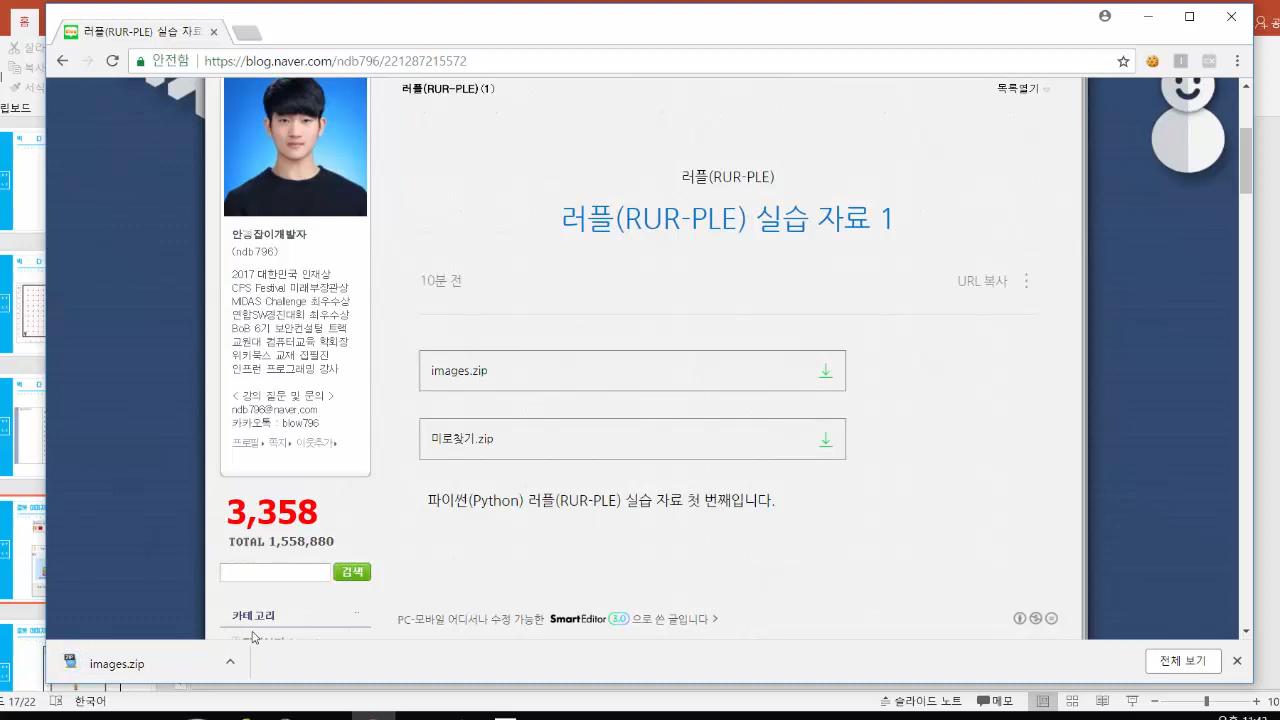 홈
러플(RUR-PLE) 실습 자료
안전함
https://blog.naver.com/ndb796/221287215572
러플(RUR-PLE) (1)
목록열기
러플(RUR-PLE)
러플(RUR-PLE) 실습 자료 1
10분 전
URL 복사
images.zip
미로찾기.zip
파이썬(Python) 러플(RUR-PLE) 실습 자료 첫 번째입니다.
안경잡이개발자
(ndb796)
2017 대한민국 인재상
CPS Festival 미래부장관상
MIDAS Challenge 최우수상
연합SW경진대회 최우수상
BoB 6기 보안컨설팅 트랙
교원대 컴퓨터교육 학회장
위키북스 교재 집필진
인프런 프로그래밍 강사
< 강의 질문 및 문의 >
ndb796@naver.com
카카오톡 : blow796
프로필 쪽지 이웃추가
3,358
TOTAL 1,558,880
검색
카테고리
PC-모바일 어디서나 수정 가능한 SmartEditor 3.0 으로 쓴 글입니다
images.zip
전체 보기
17/22
한국어
슬라이드 노트
메모